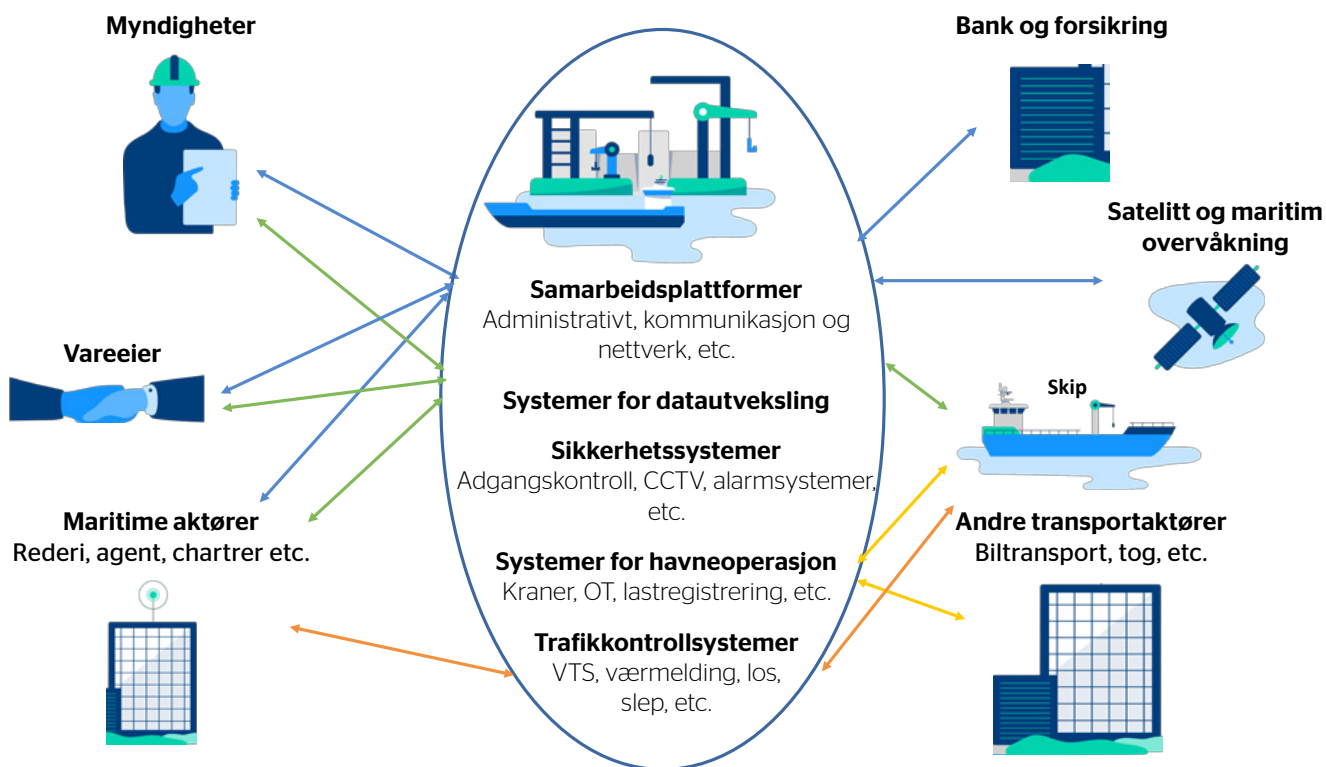 Myndigheter
Vareeier
Maritime aktører
Rederi, agent, chartrer etc.
Samarbeidsplattformer
Administrativt, kommunikasjon og
nettverk, etc.
Systemer for datautveksling
Sikkerhetssystemer
Adgangskontroll, CCTV, alarmsystemer,
etc.
Systemer for havneoperasjon
Kraner, OT, lastregistrering, etc.
Trafikkontrollsystemer
VTS, værmelding, los,
slep, etc.
Bank og forsikring
Satelitt og maritim
overvåkning
Skip
Andre transportaktører
Biltransport, tog, etc.